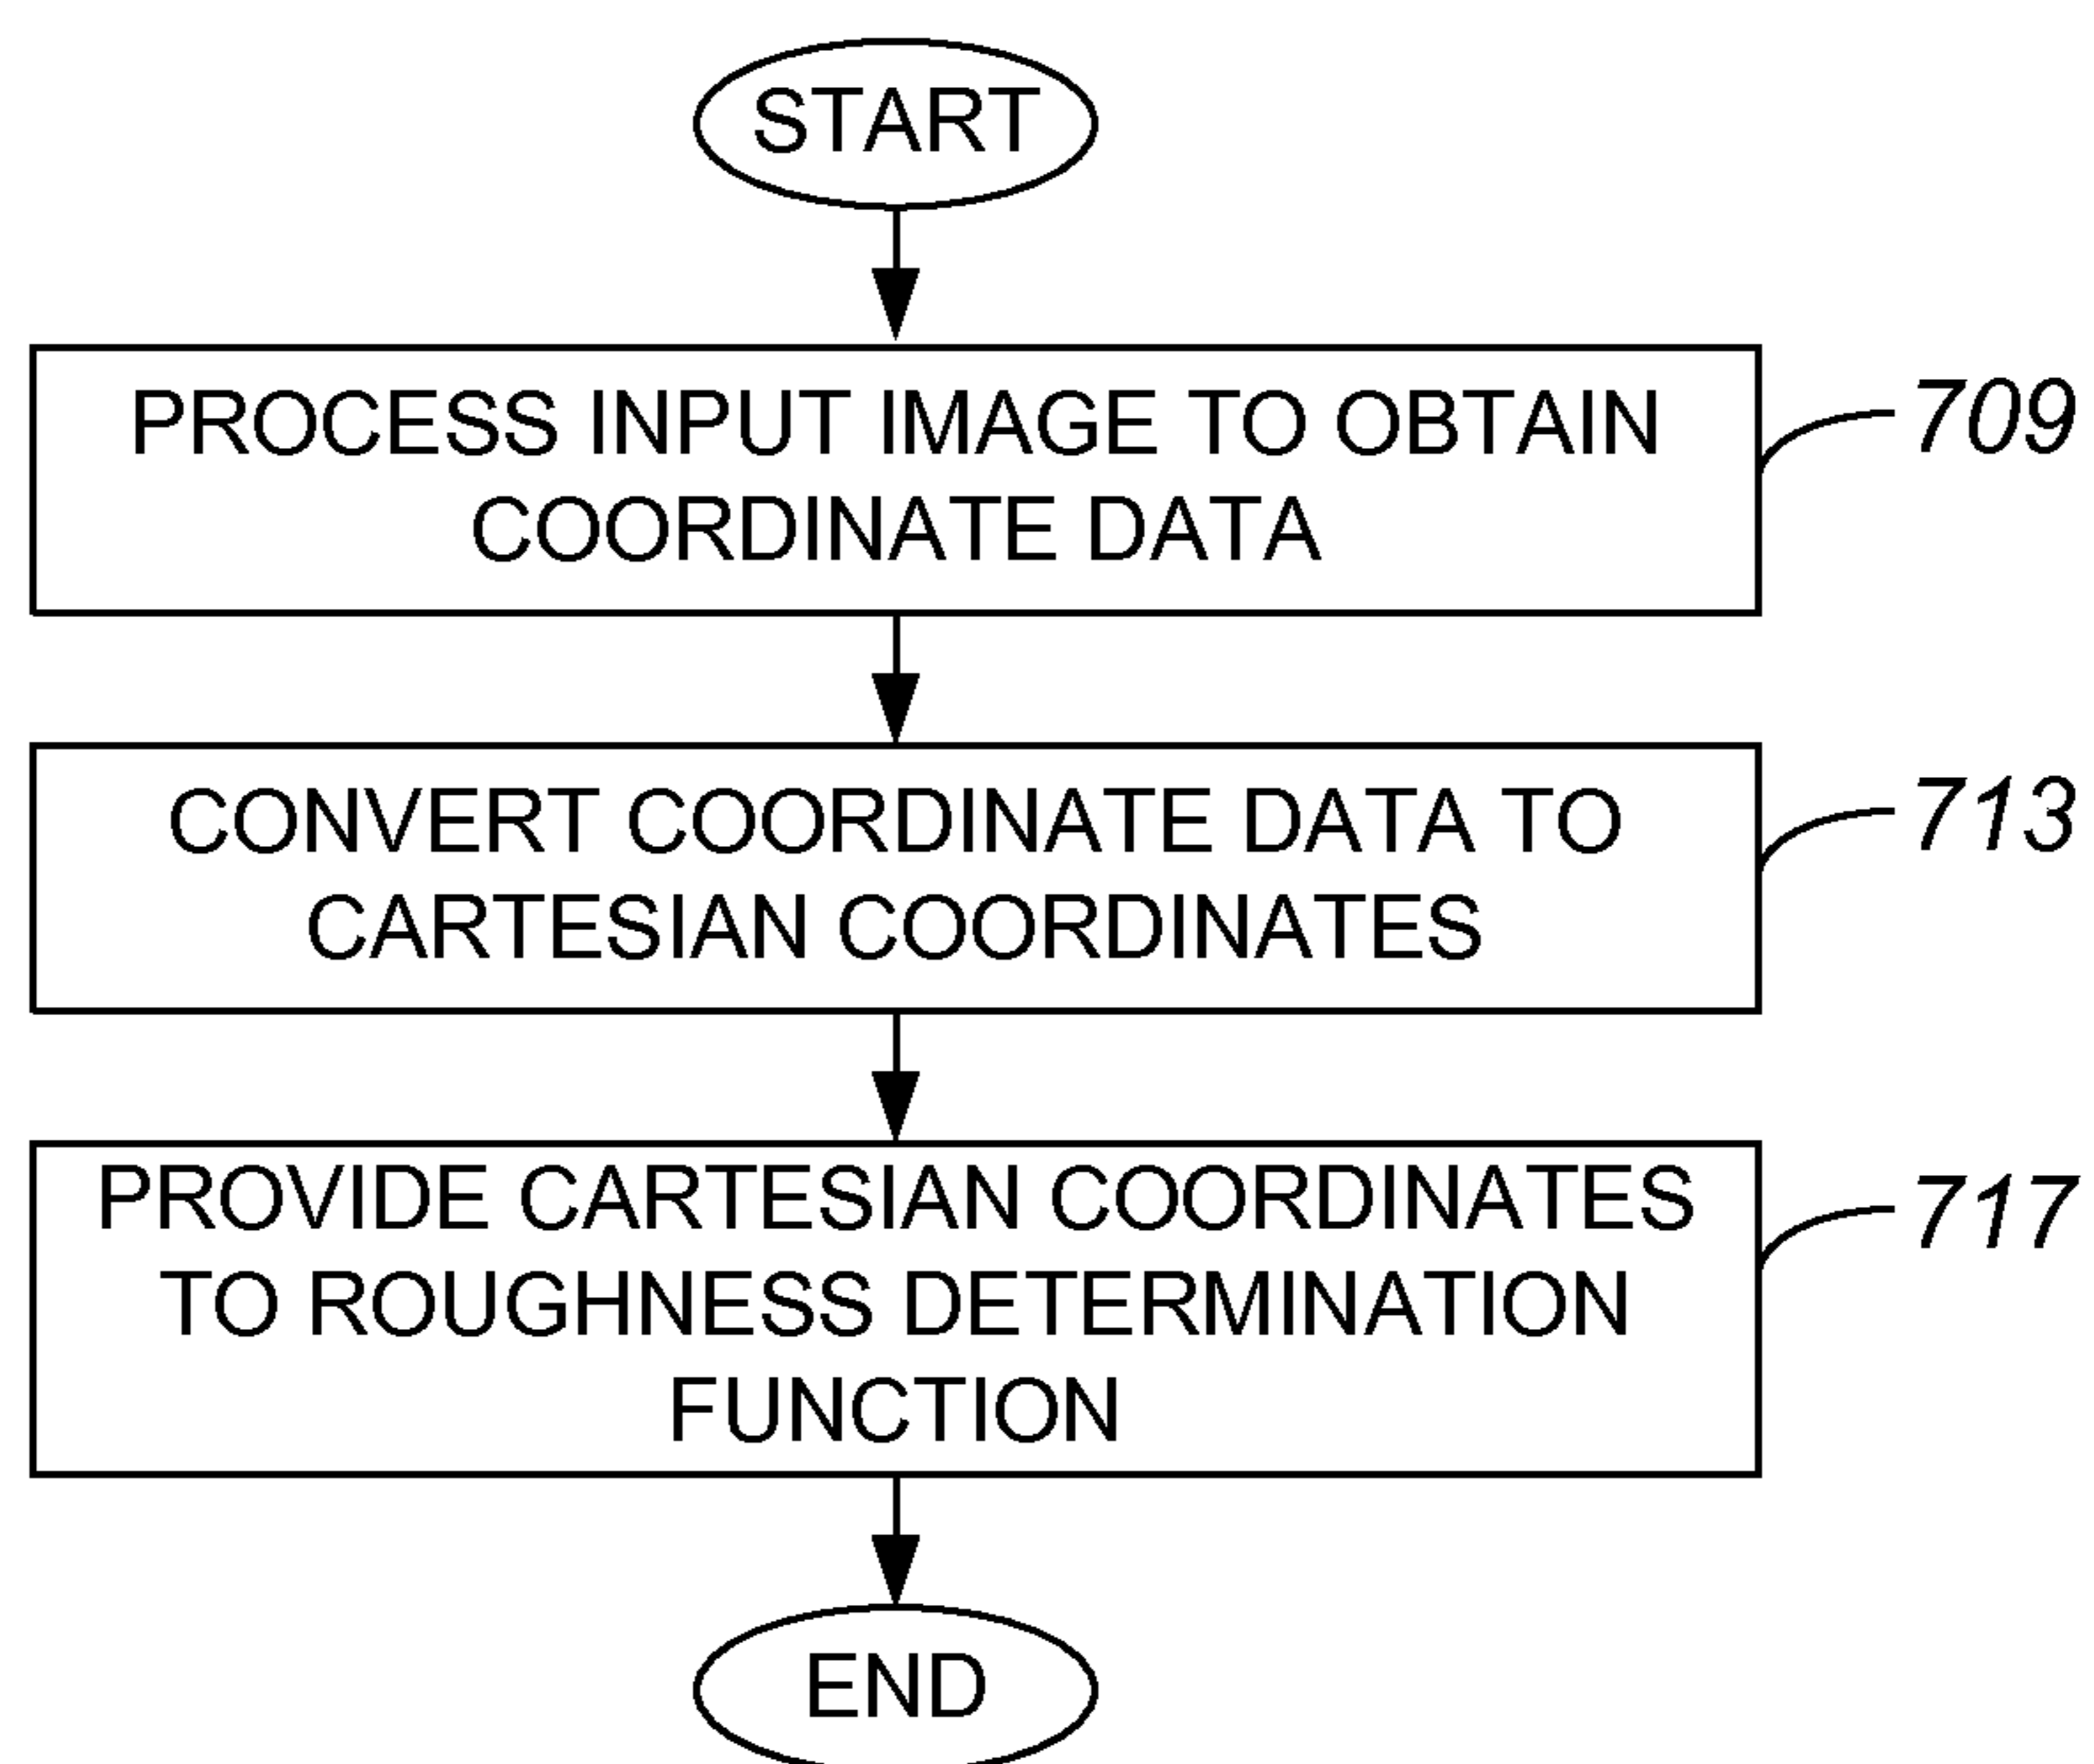 START
PROCESS INPUT IMAGE TO OBTAIN
COORDINATE DATA
709
CONVERT COORDINATE DATA TO
CARTESIAN COORDINATES
713
PROVIDE CARTESIAN COORDINATES
TO ROUGHNESS DETERMINATION
FUNCTION
717
END